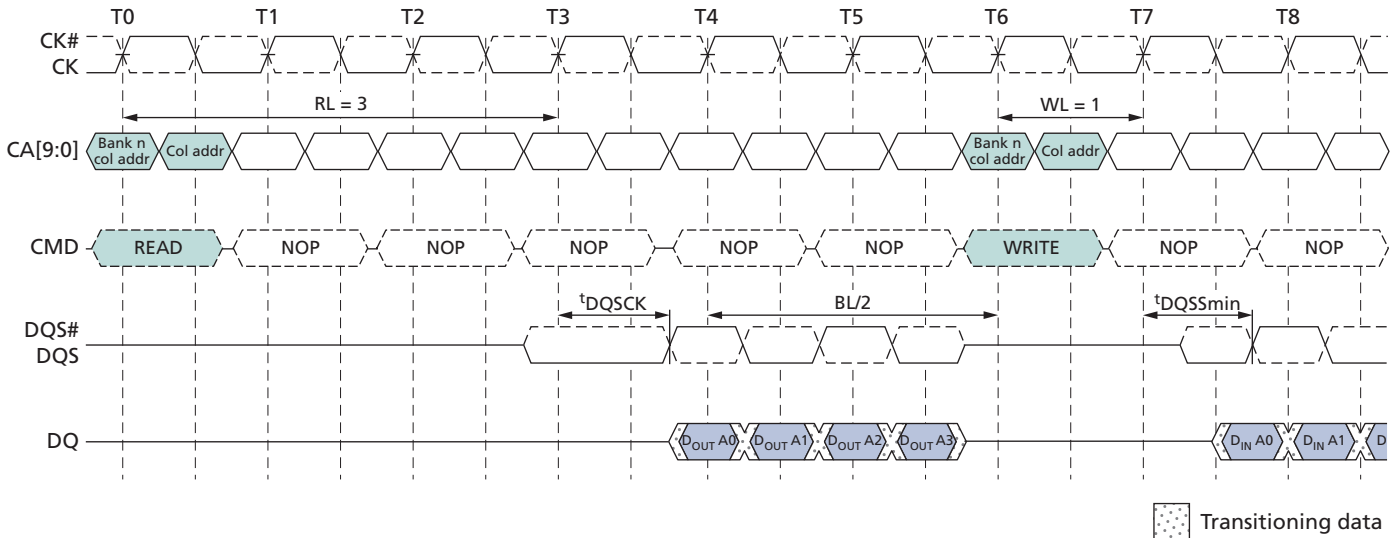 T0 T1 T2 T3 T4 T5 T6 T7 T8
CK#
CK
RL = 3 WL = 1
CA[9:0] Bank n col addr Col addr Bank n col addr Col addr
CMD READ NOP NOP NOP NOP NOP WRITE NOP NOP
tDQSCK BL/2 tDQSSmin
DQS#
DQS
DQ DOUT A0 DOUT A1 DOUT A2 DOUT A3 DIN A0 DIN A1 D
Transitioning data